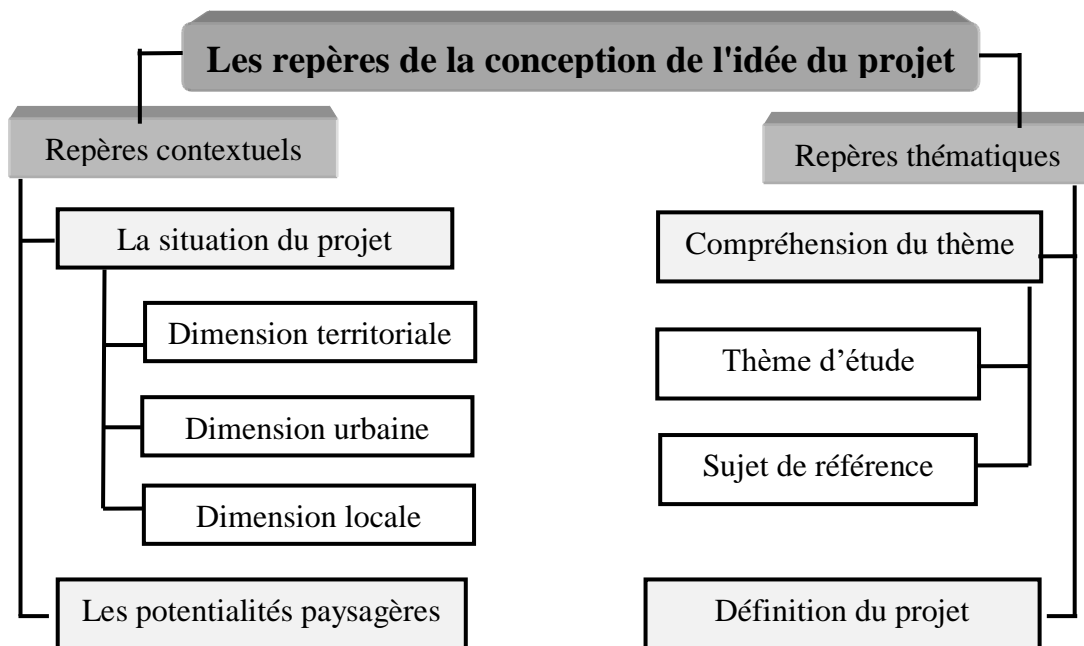 Les repères de la conception de l'idée du projet
Repères contextuels
La situation du projet
Dimension territoriale
Dimension urbaine
Dimension locale
Les potentialités paysagères
Repères thématiques
Compréhension du thème
Thème d’étude
Sujet de référence
Définition du projet